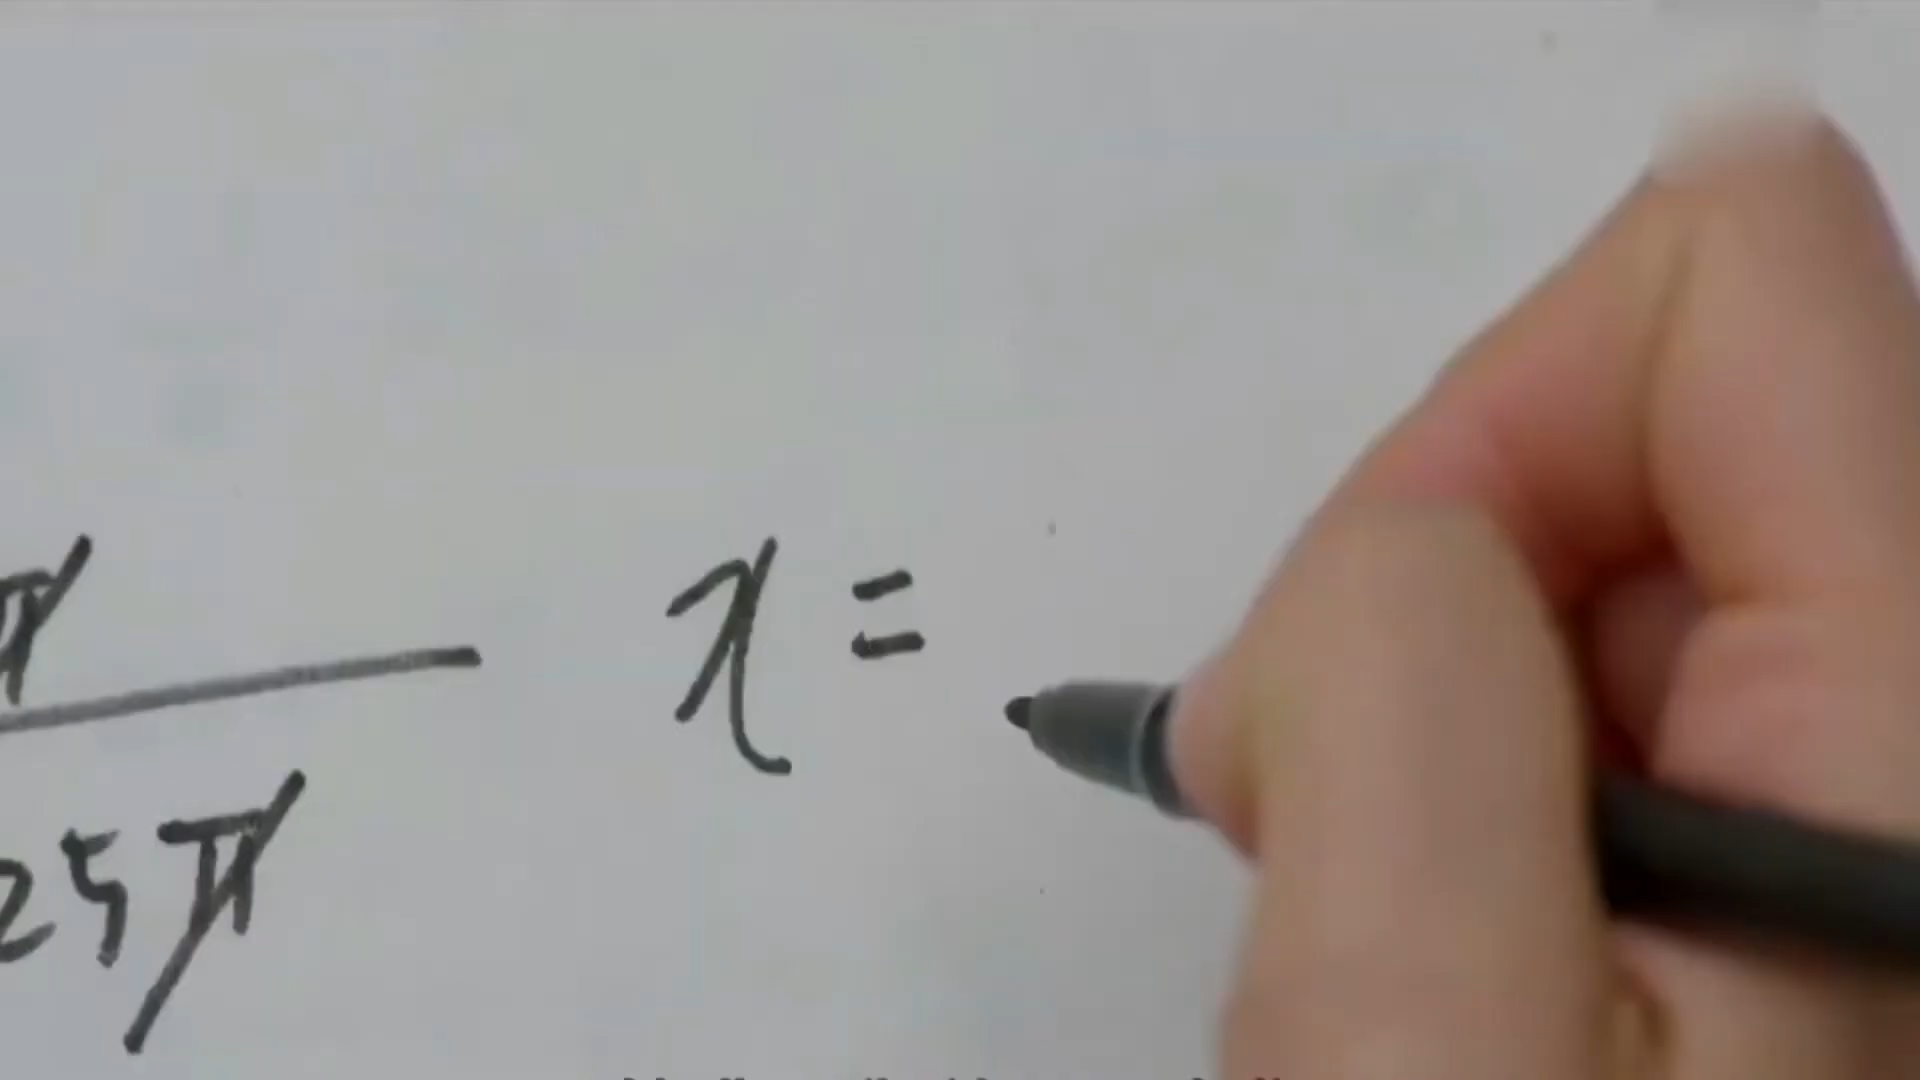 π
x =
25π